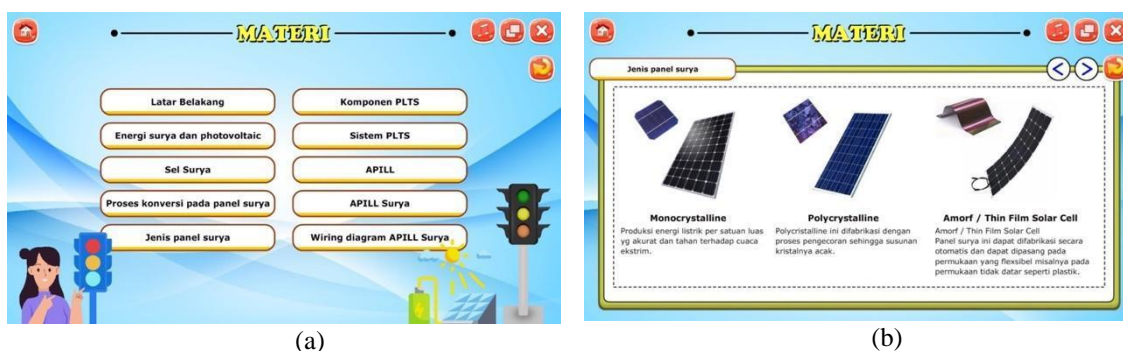 MATERI
Latar Belakang
Energi surya dan photovoltaic
Sel Surya
Proses konversi pada panel surya
Jenis panel surya
Komponen PLTS
Sistem PLTS
APILL
APILL Surya
Wiring diagram APILL Surya
(a)
MATERI
Jenis panel surya
Monocrystalline
Produksi energi listrik per satuan luas
yg akurat dan tahan terhadap cuaca
ekstrim.
Polycrystalline
Polycristalline ini difabrikasi dengan
proses pengecoran sehingga susunan
kristalnya acak.
Amorf / Thin Film Solar Cell
Amorf / Thin Film Solar Cell
Panel surya ini dapat difabrikasi secara
otomatis dan dapat dipasang pada
permukaan yang flexsibel misalnya pada
permukaan tidak datar seperti plastik.
(b)